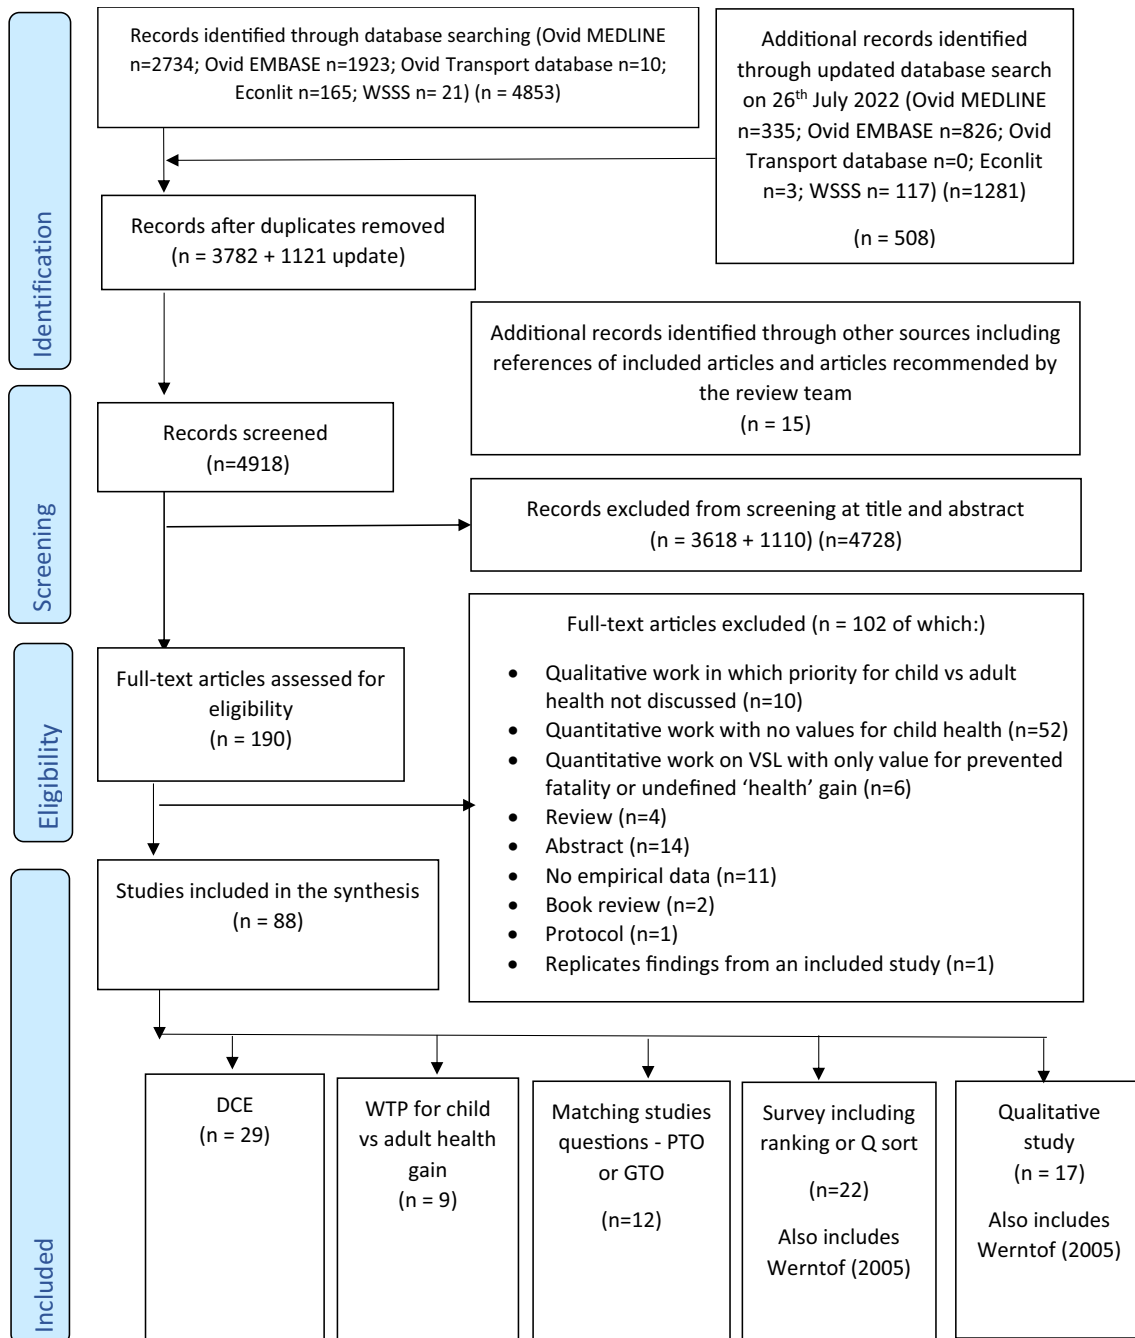 Identification
Records identified through database searching (Ovid MEDLINE
n=2734; Ovid EMBASE n=1923; Ovid Transport database n=10;
Econlit n=165; WSSS n= 21) (n = 4853)
Additional records identified
through updated database search
on 26th July 2022 (Ovid MEDLINE
n=335; Ovid EMBASE n=826; Ovid
Transport database n=0; Econlit
n=3; WSSS n= 117) (n=1281)
(n = 508)
Records after duplicates removed
(n = 3782 + 1121 update)
Additional records identified through other sources including
references of included articles and articles recommended by
the review team
(n = 15)
Screening
Records screened
(n=4918)
Records excluded from screening at title and abstract
(n = 3618 + 1110) (n=4728)
Eligibility
Full-text articles assessed for
eligibility
(n = 190)
Full-text articles excluded (n = 102 of which:)
• Qualitative work in which priority for child vs adult
health not discussed (n=10)
• Quantitative work with no values for child health (n=52)
• Quantitative work on VSL with only value for prevented
fatality or undefined ‘health’ gain (n=6)
• Review (n=4)
• Abstract (n=14)
• No empirical data (n=11)
• Book review (n=2)
• Protocol (n=1)
• Replicates findings from an included study (n=1)
Included
Studies included in the synthesis
(n = 88)
DCE
(n = 29)
WTP for child
vs adult health
gain
(n = 9)
Matching studies
questions - PTO
or GTO
(n=12)
Survey including
ranking or Q sort
(n=22)
Also includes
Werntof (2005)
Qualitative
study
(n = 17)
Also includes
Werntof (2005)